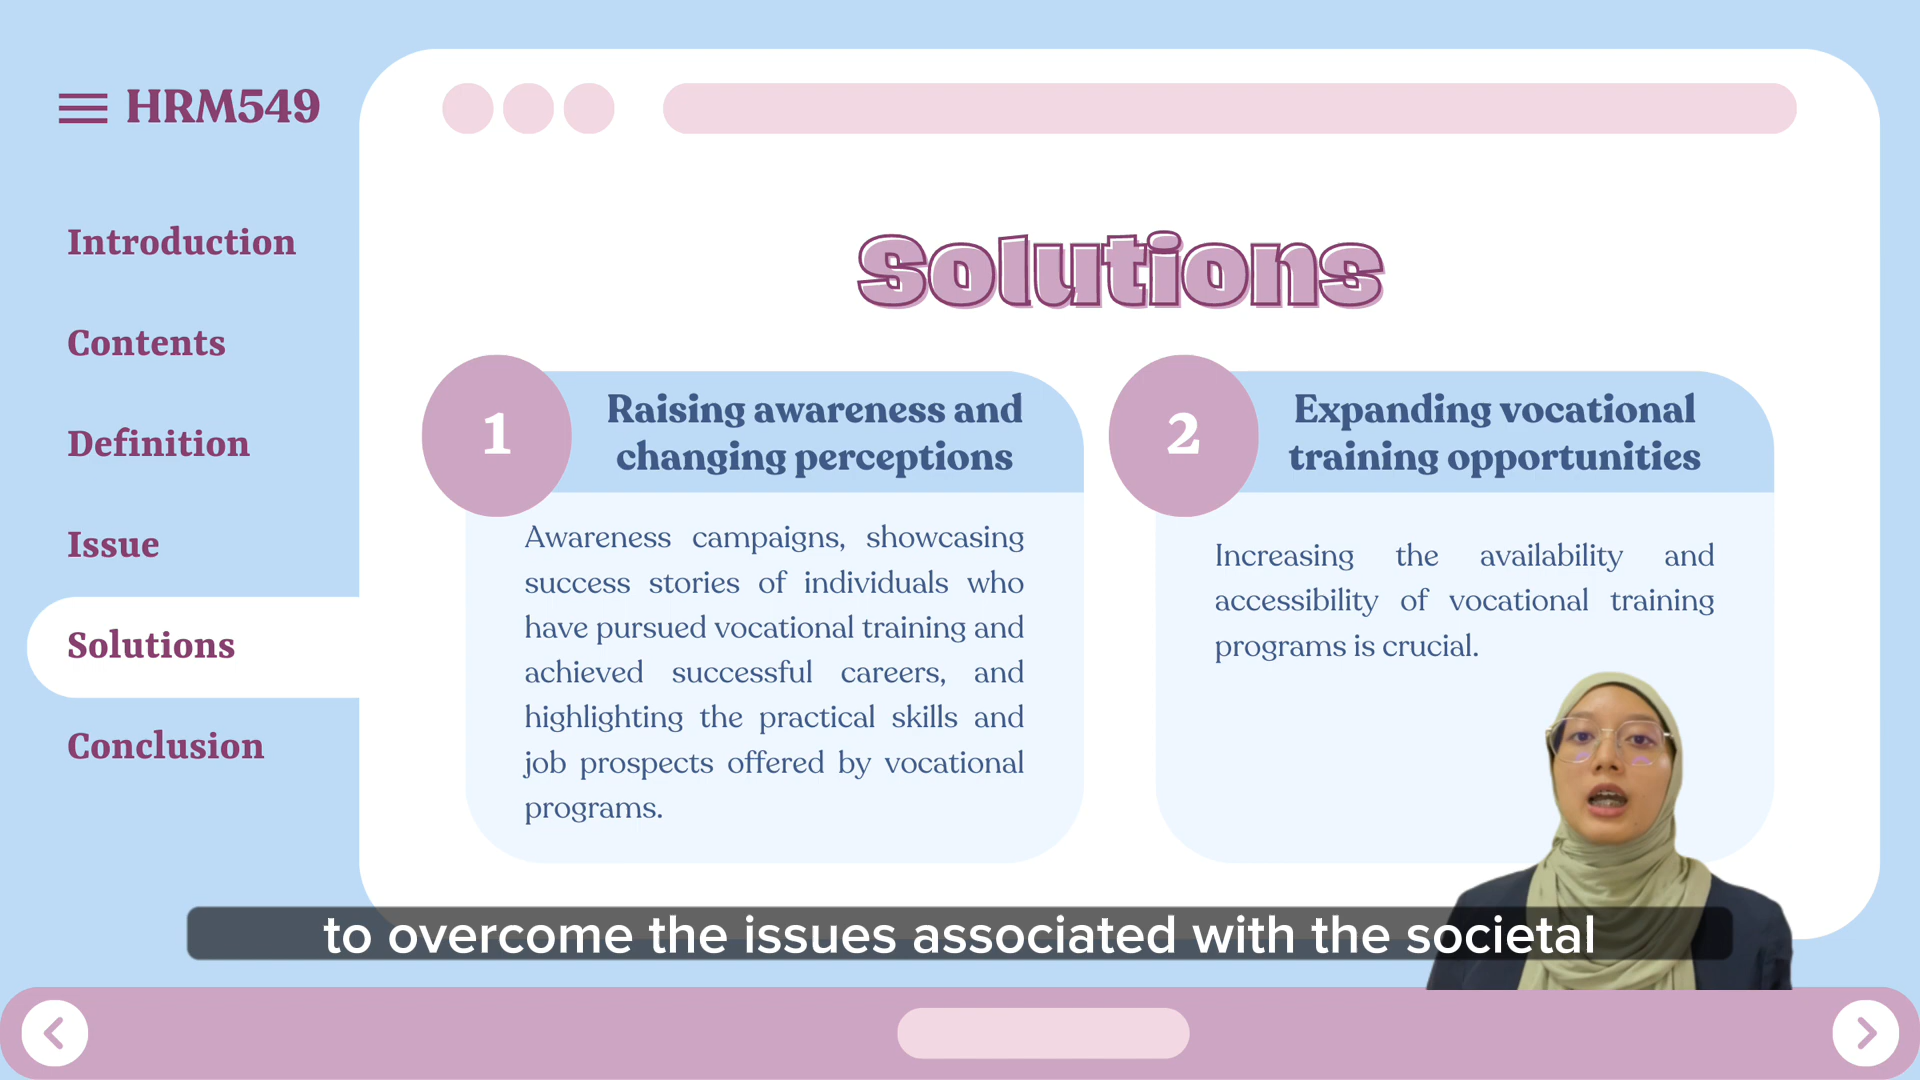 HRM549
Introduction
Contents
Definition
Issue
Solutions
Conclusion
Solutions
1
Raising awareness and
changing perceptions
Awareness campaigns, showcasing
success stories of individuals who
have pursued vocational training and
achieved successful careers, and
highlighting the practical skills and
job prospects offered by vocational
programs.
2
Expanding vocational
training opportunities
Increasing the availability and
accessibility of vocational training
programs is crucial.
to overcome the issues associated with the societal